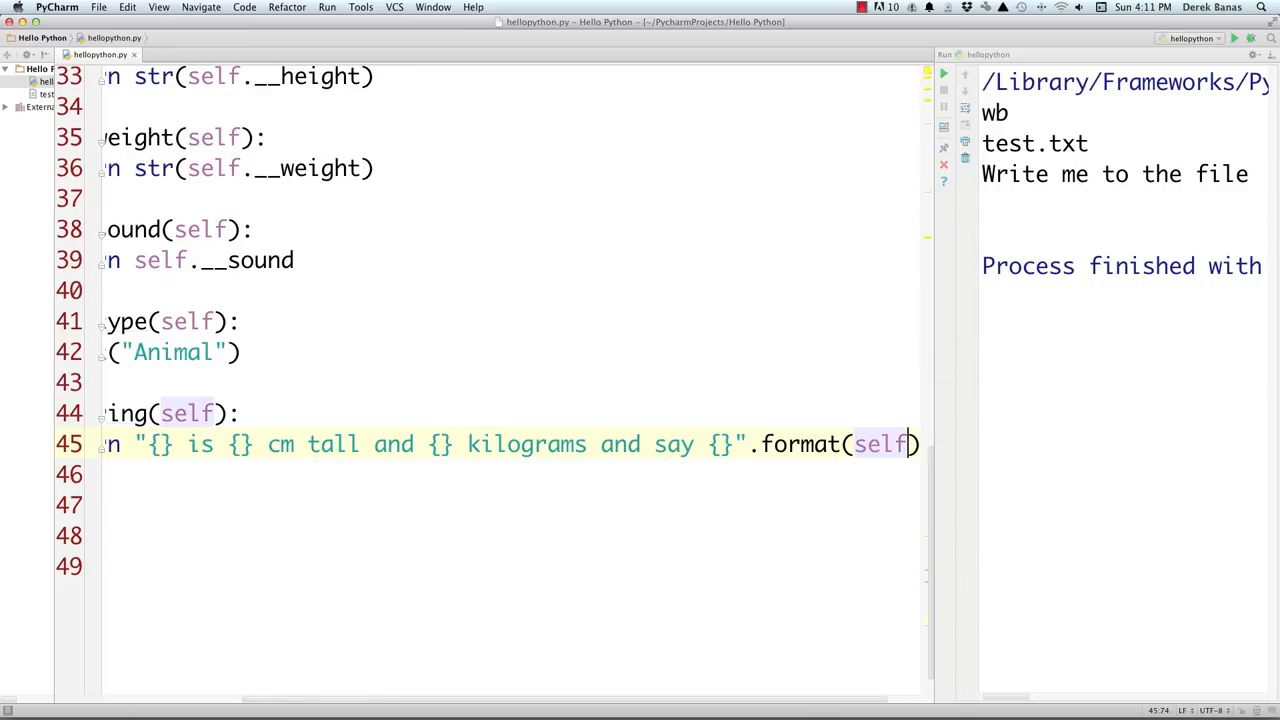 PyCharm File Edit View Navigate Code Refactor Run Tools VCS Window Help 10 Sun 4:11 PM Derek Banas
hellopython.py - Hello Python - [~/PycharmProjects/Hello Python]
Hello Python hellopython.py hellopython
hellopython.py Run hellopython
Hello P
hell
test
Externa
33 n str(self.__height)
34
35 weight(self):
36 n str(self.__weight)
37
38 ound(self):
39 n self.__sound
40
41 ype(self):
42 ("Animal")
43
44 ing(self):
45 n "{} is {} cm tall and {} kilograms and say {}".format(self)
46
47
48
49
/Library/Frameworks/Py
wb
test.txt
Write me to the file
Process finished with
45:74 LF UTF-8